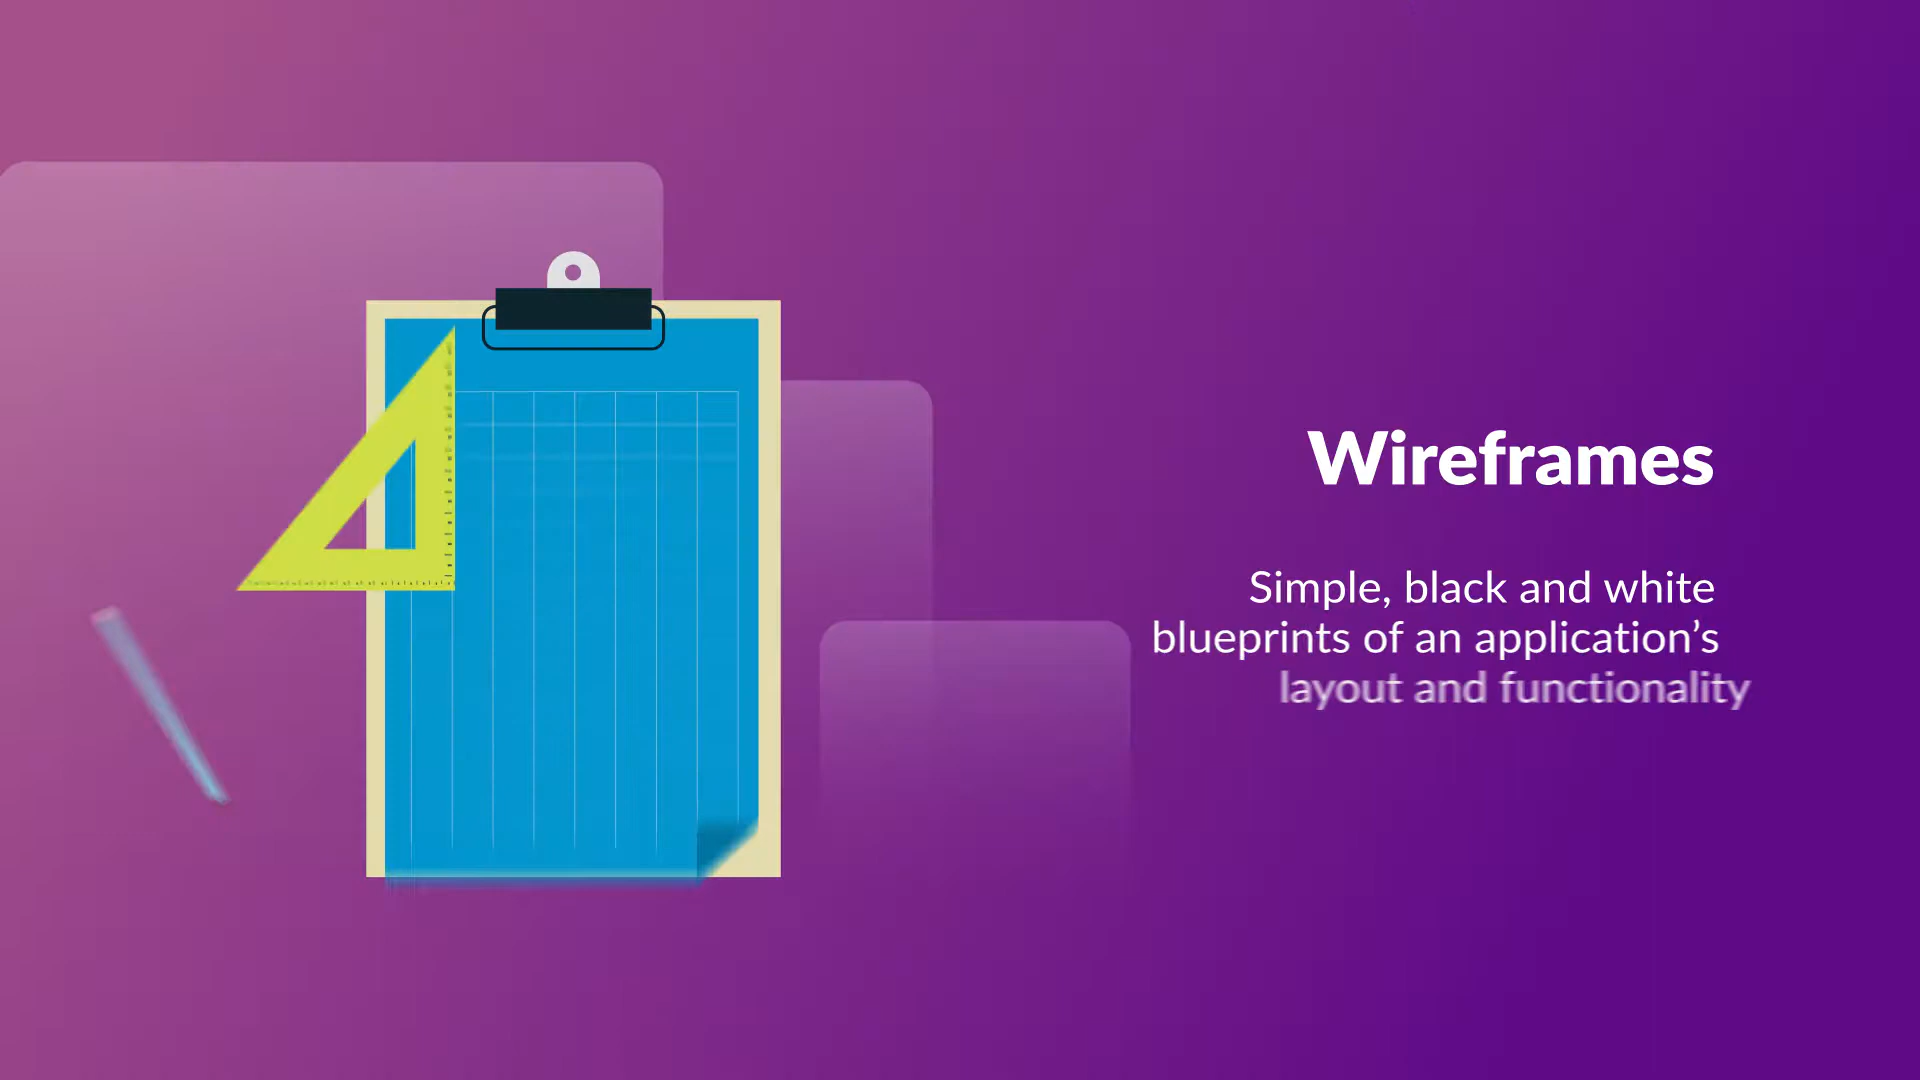 Wireframes
Simple, black and white
blueprints of an application’s
layout and functionality